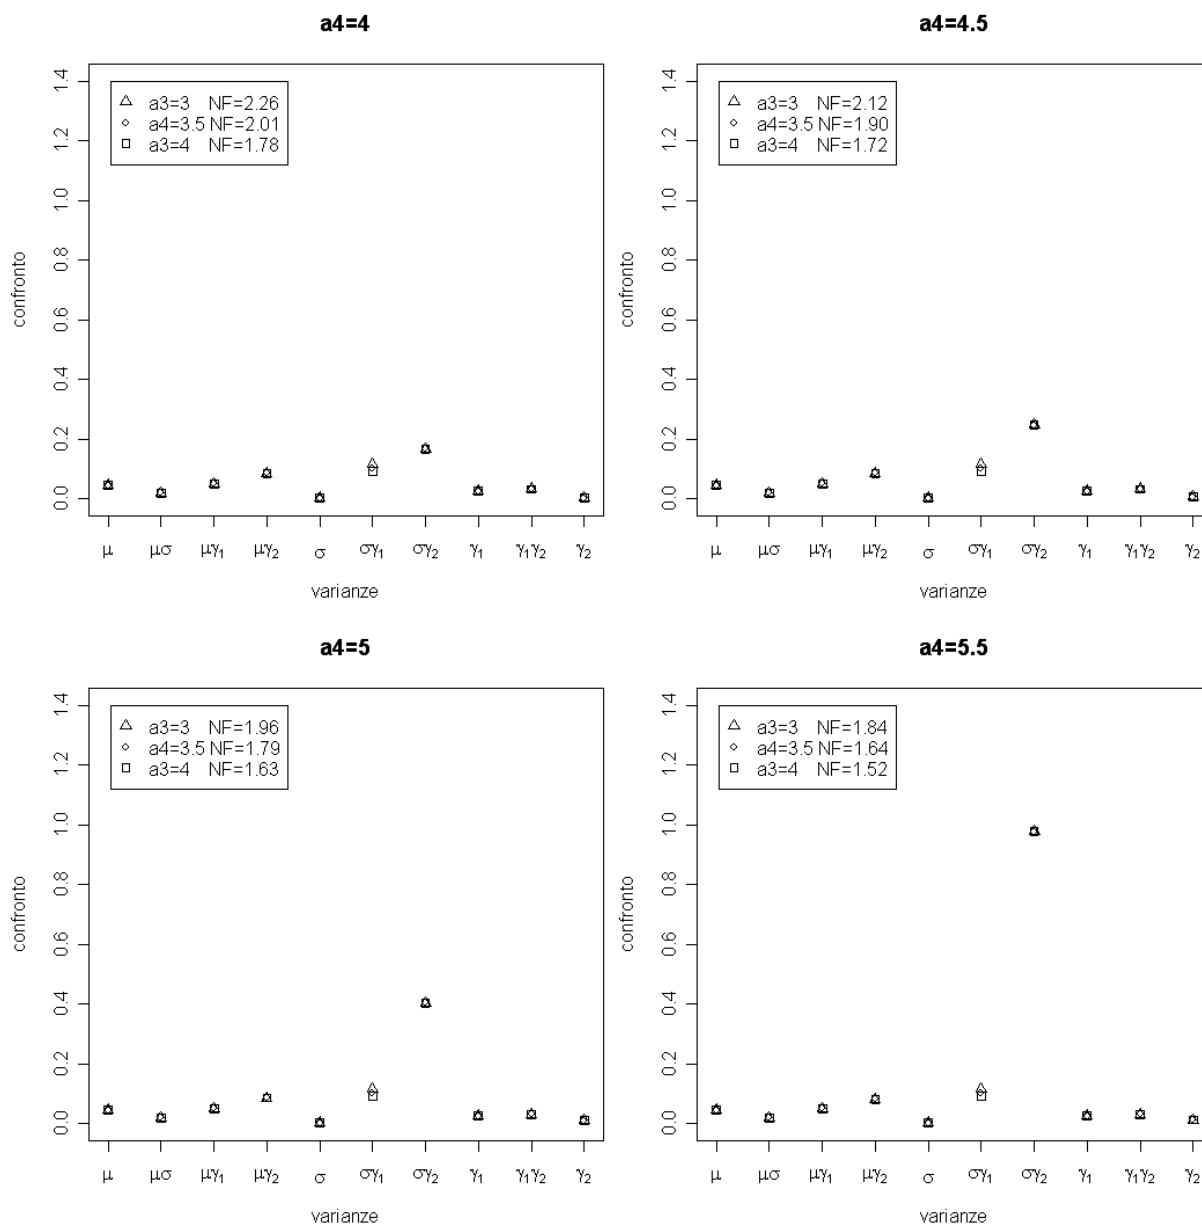 a4=4
1.4
1.2
1.0
0.8
0.6
0.4
0.2
0.0
confronto
a3=3 NF=2.26
a4=3.5 NF=2.01
a3=4 NF=1.78
μ μσ μγ1 μγ2 σ σγ1 σγ2 γ1 γ1γ2 γ2
varianze
a4=4.5
1.4
1.2
1.0
0.8
0.6
0.4
0.2
0.0
confronto
a3=3 NF=2.12
a4=3.5 NF=1.90
a3=4 NF=1.72
μ μσ μγ1 μγ2 σ σγ1 σγ2 γ1 γ1γ2 γ2
varianze
a4=5
1.4
1.2
1.0
0.8
0.6
0.4
0.2
0.0
confronto
a3=3 NF=1.96
a4=3.5 NF=1.79
a3=4 NF=1.63
μ μσ μγ1 μγ2 σ σγ1 σγ2 γ1 γ1γ2 γ2
varianze
a4=5.5
1.4
1.2
1.0
0.8
0.6
0.4
0.2
0.0
confronto
a3=3 NF=1.84
a4=3.5 NF=1.64
a3=4 NF=1.52
μ μσ μγ1 μγ2 σ σγ1 σγ2 γ1 γ1γ2 γ2
varianze